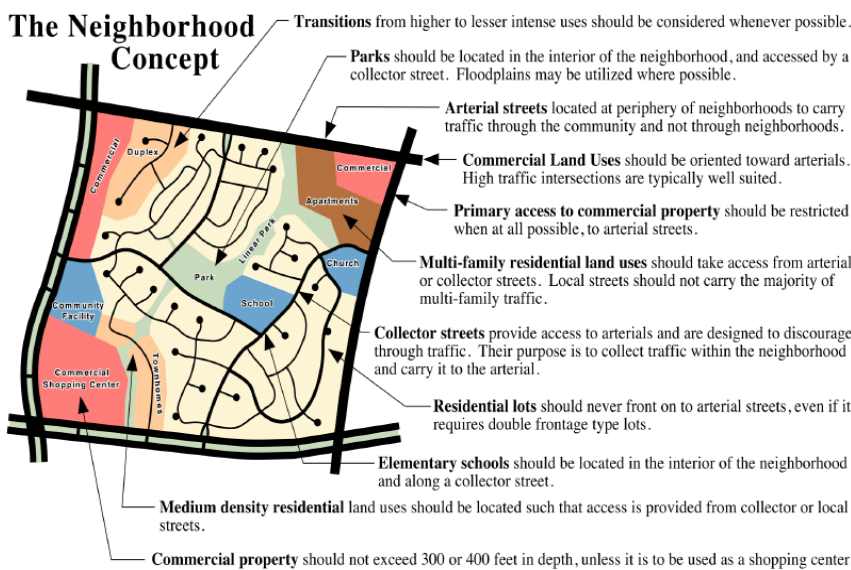 The Neighborhood
Concept
Transitions from higher to lesser intense uses should be considered whenever possible.
Parks should be located in the interior of the neighborhood, and accessed by a
collector street. Floodplains may be utilized where possible.
Arterial streets located at periphery of neighborhoods to carry
traffic through the community and not through neighborhoods.
Commercial Land Uses should be oriented toward arterials.
High traffic intersections are typically well suited.
Primary access to commercial property should be restricted
when at all possible, to arterial streets.
Multi-family residential land uses should take access from arterial
or collector streets. Local streets should not carry the majority of
multi-family traffic.
Collector streets provide access to arterials and are designed to discourage
through traffic. Their purpose is to collect traffic within the neighborhood
and carry it to the arterial.
Residential lots should never front on to arterial streets, even if it
requires double frontage type lots.
Elementary schools should be located in the interior of the neighborhood
and along a collector street.
Medium density residential land uses should be located such that access is provided from collector or local
streets.
Commercial property should not exceed 300 or 400 feet in depth, unless it is to be used as a shopping center
Commercial
Duplex
Commercial
Apartments
Linear Park
Church
Park
School
Community
Facility
Commercial
Shopping Center
Townhomes